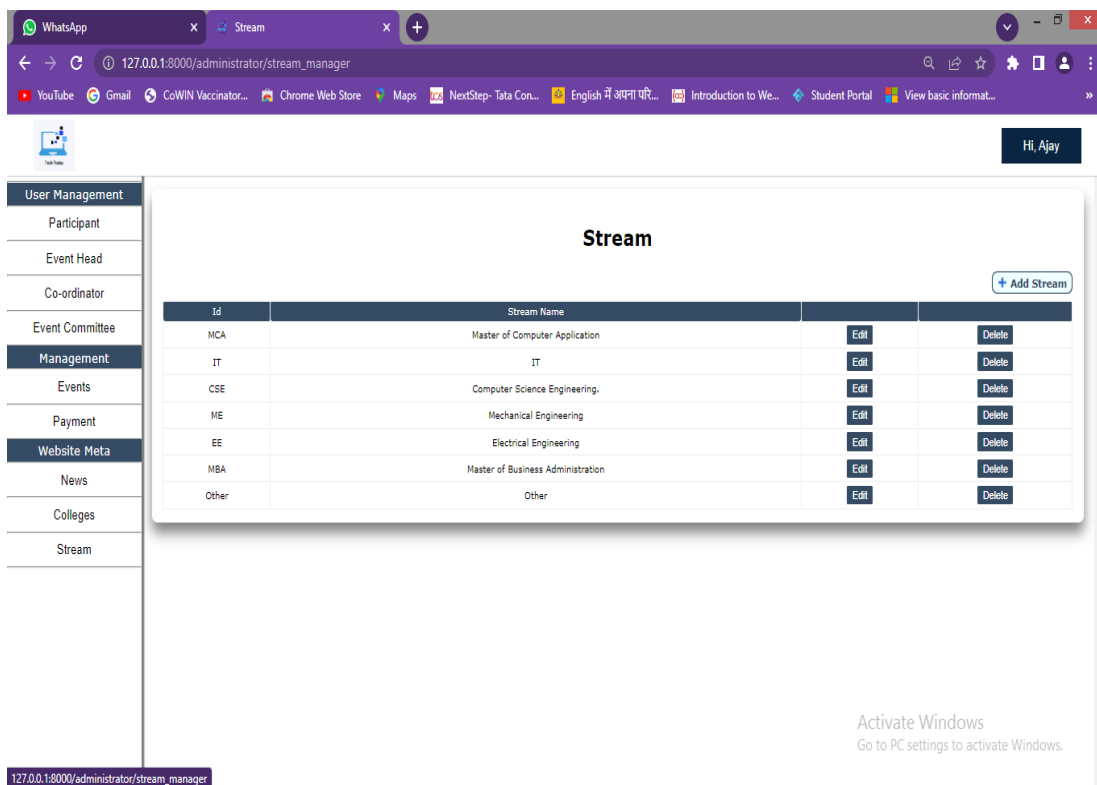 WhatsApp Stream
127.0.0.1:8000/administrator/stream_manager
YouTube Gmail CoWIN Vaccinator... Chrome Web Store Maps NextStep- Tata Con... English में अपना परि... Introduction to We... Student Portal View basic informat... »
Hi, Ajay
User Management
Participant
Event Head
Co-ordinator
Event Committee
Management
Events
Payment
Website Meta
News
Colleges
Stream
Stream
+ Add Stream
Id Stream Name
MCA Master of Computer Application Edit Delete
IT IT Edit Delete
CSE Computer Science Engineering. Edit Delete
ME Mechanical Engineering Edit Delete
EE Electrical Engineering Edit Delete
MBA Master of Business Administration Edit Delete
Other Other Edit Delete
Activate Windows
Go to PC settings to activate Windows.
127.0.0.1:8000/administrator/stream_manager